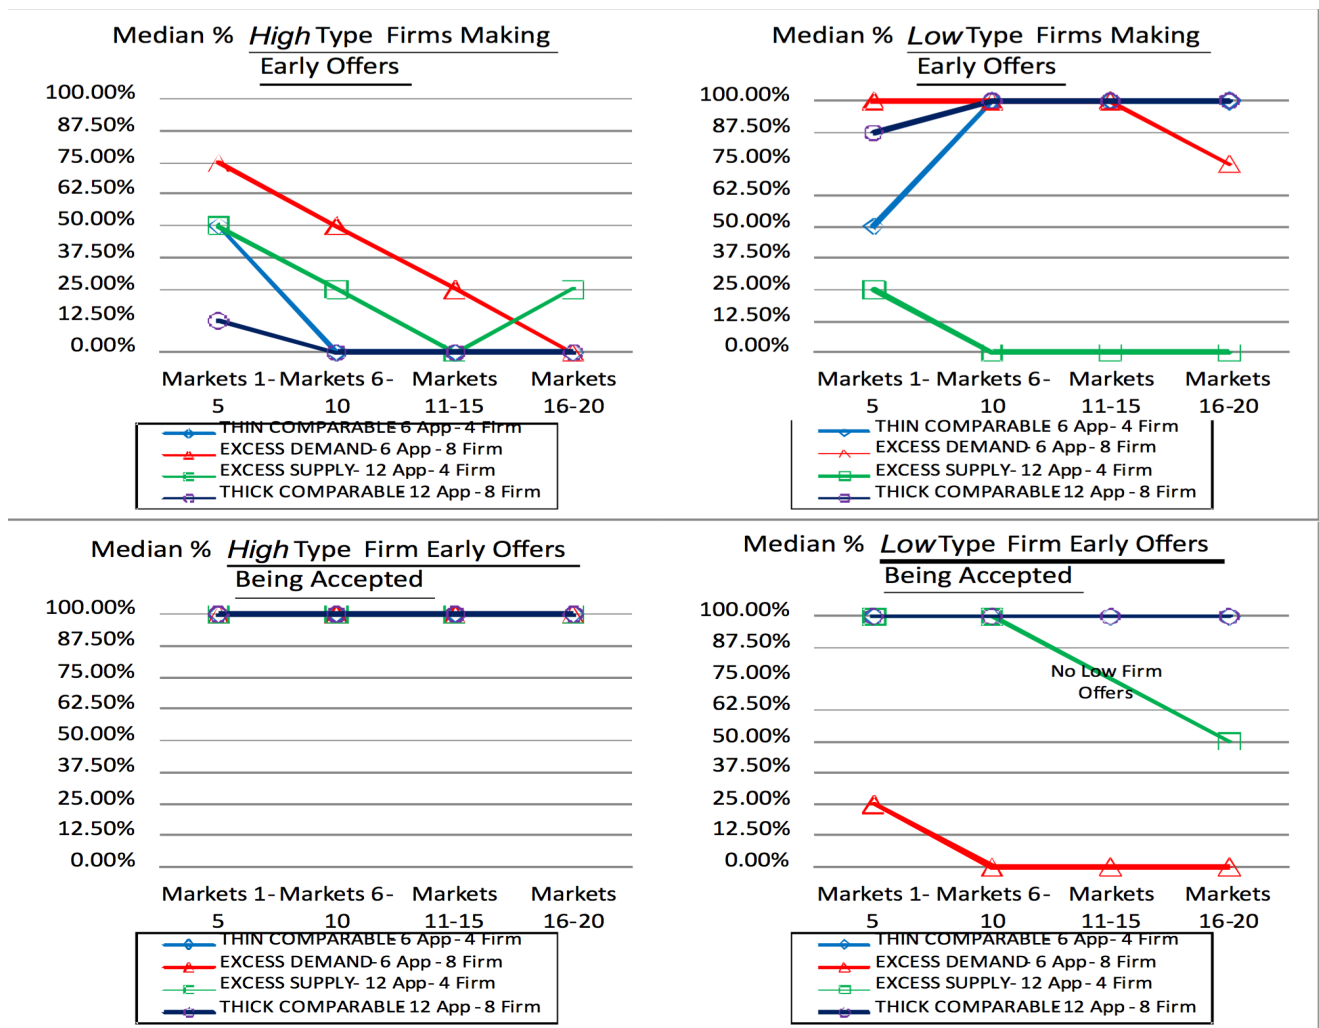 Median % High Type Firms Making
Early Offers
100.00%
87.50%
75.00%
62.50%
50.00%
37.50%
25.00%
12.50%
0.00%
Markets 1- Markets 6- Markets Markets
5 10 11-15 16-20
THIN COMPARABLE- 6 App - 4 Firm
EXCESS DEMAND- 6 App - 8 Firm
EXCESS SUPPLY- 12 App - 4 Firm
THICK COMPARABLE- 12 App - 8 Firm
Median % Low Type Firms Making
Early Offers
100.00%
87.50%
75.00%
62.50%
50.00%
37.50%
25.00%
12.50%
0.00%
Markets 1- Markets 6- Markets Markets
5 10 11-15 16-20
THIN COMPARABLE- 6 App - 4 Firm
EXCESS DEMAND- 6 App - 8 Firm
EXCESS SUPPLY- 12 App - 4 Firm
THICK COMPARABLE- 12 App - 8 Firm
Median % High Type Firm Early Offers
Being Accepted
100.00%
87.50%
75.00%
62.50%
50.00%
37.50%
25.00%
12.50%
0.00%
Markets 1- Markets 6- Markets Markets
5 10 11-15 16-20
THIN COMPARABLE- 6 App - 4 Firm
EXCESS DEMAND- 6 App - 8 Firm
EXCESS SUPPLY- 12 App - 4 Firm
THICK COMPARABLE- 12 App - 8 Firm
Median % Low Type Firm Early Offers
Being Accepted
100.00%
87.50%
75.00%
62.50%
50.00%
37.50%
25.00%
12.50%
0.00%
No Low Firm
Offers
Markets 1- Markets 6- Markets Markets
5 10 11-15 16-20
THIN COMPARABLE- 6 App - 4 Firm
EXCESS DEMAND- 6 App - 8 Firm
EXCESS SUPPLY- 12 App - 4 Firm
THICK COMPARABLE- 12 App - 8 Firm